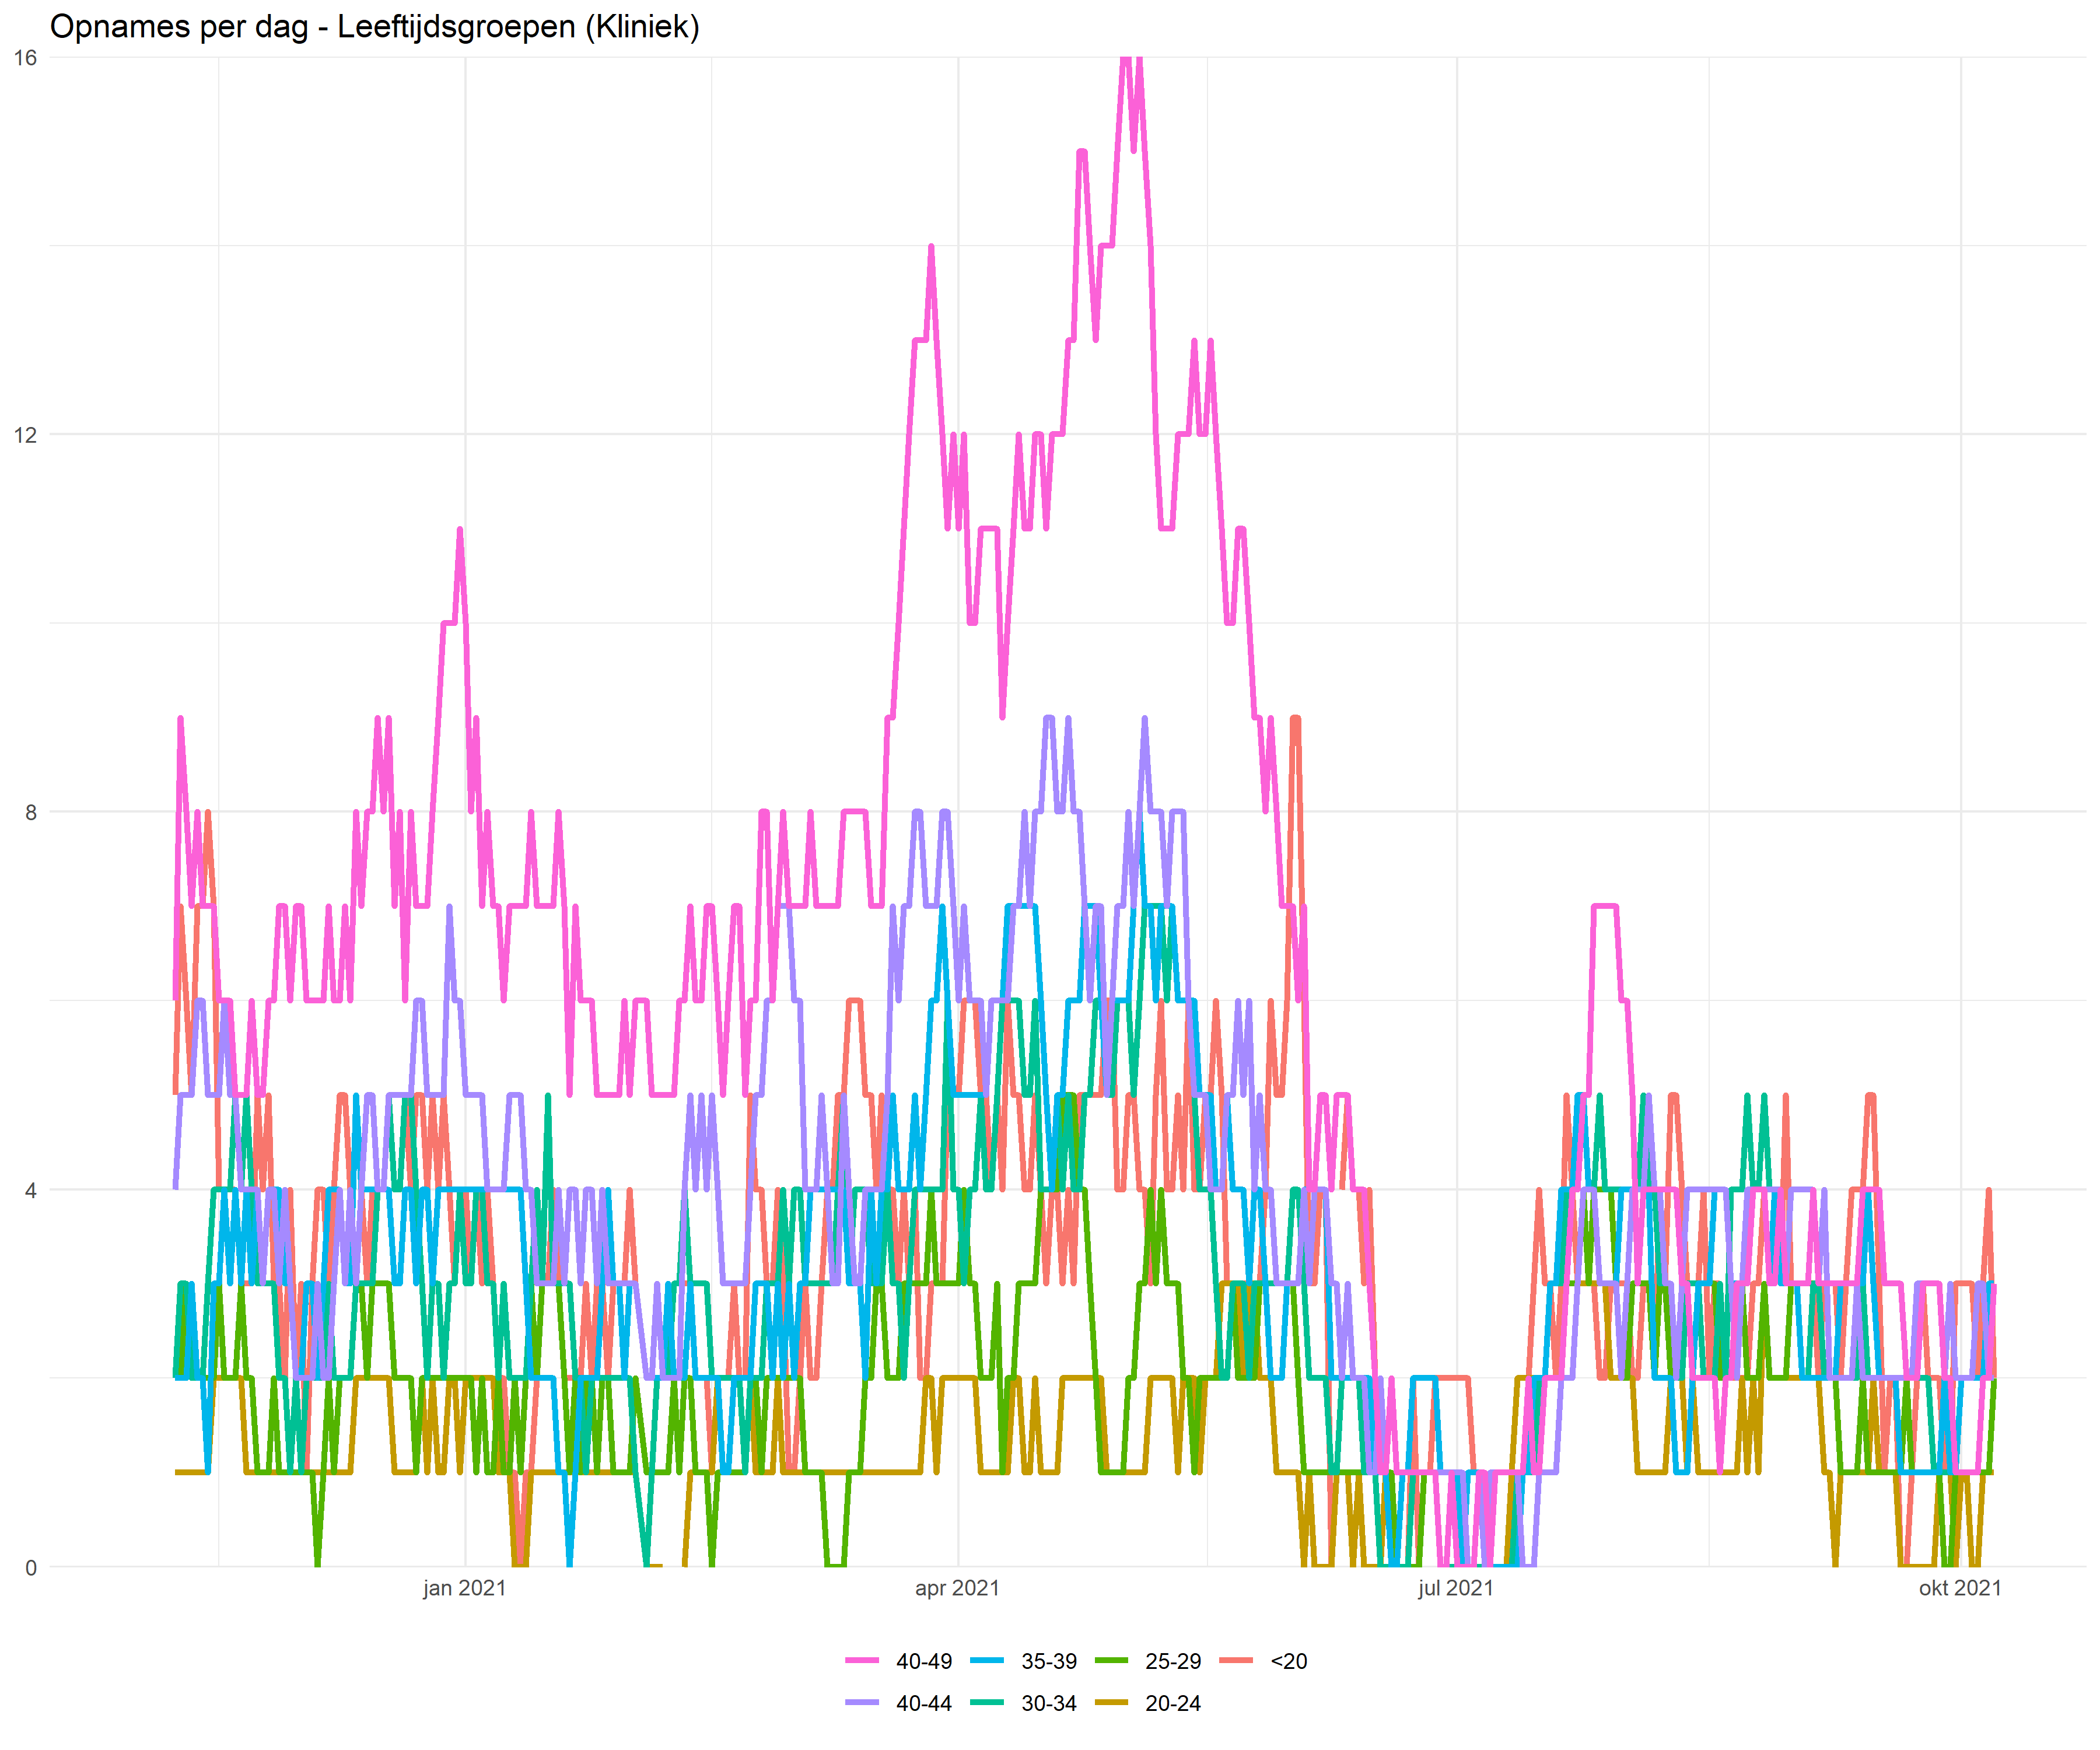 Opnames per dag - Leeftijdsgroepen (Kliniek)
16
12
8
4
0
jan 2021 apr 2021 jul 2021 okt 2021
40-49 35-39 25-29 <20
40-44 30-34 20-24